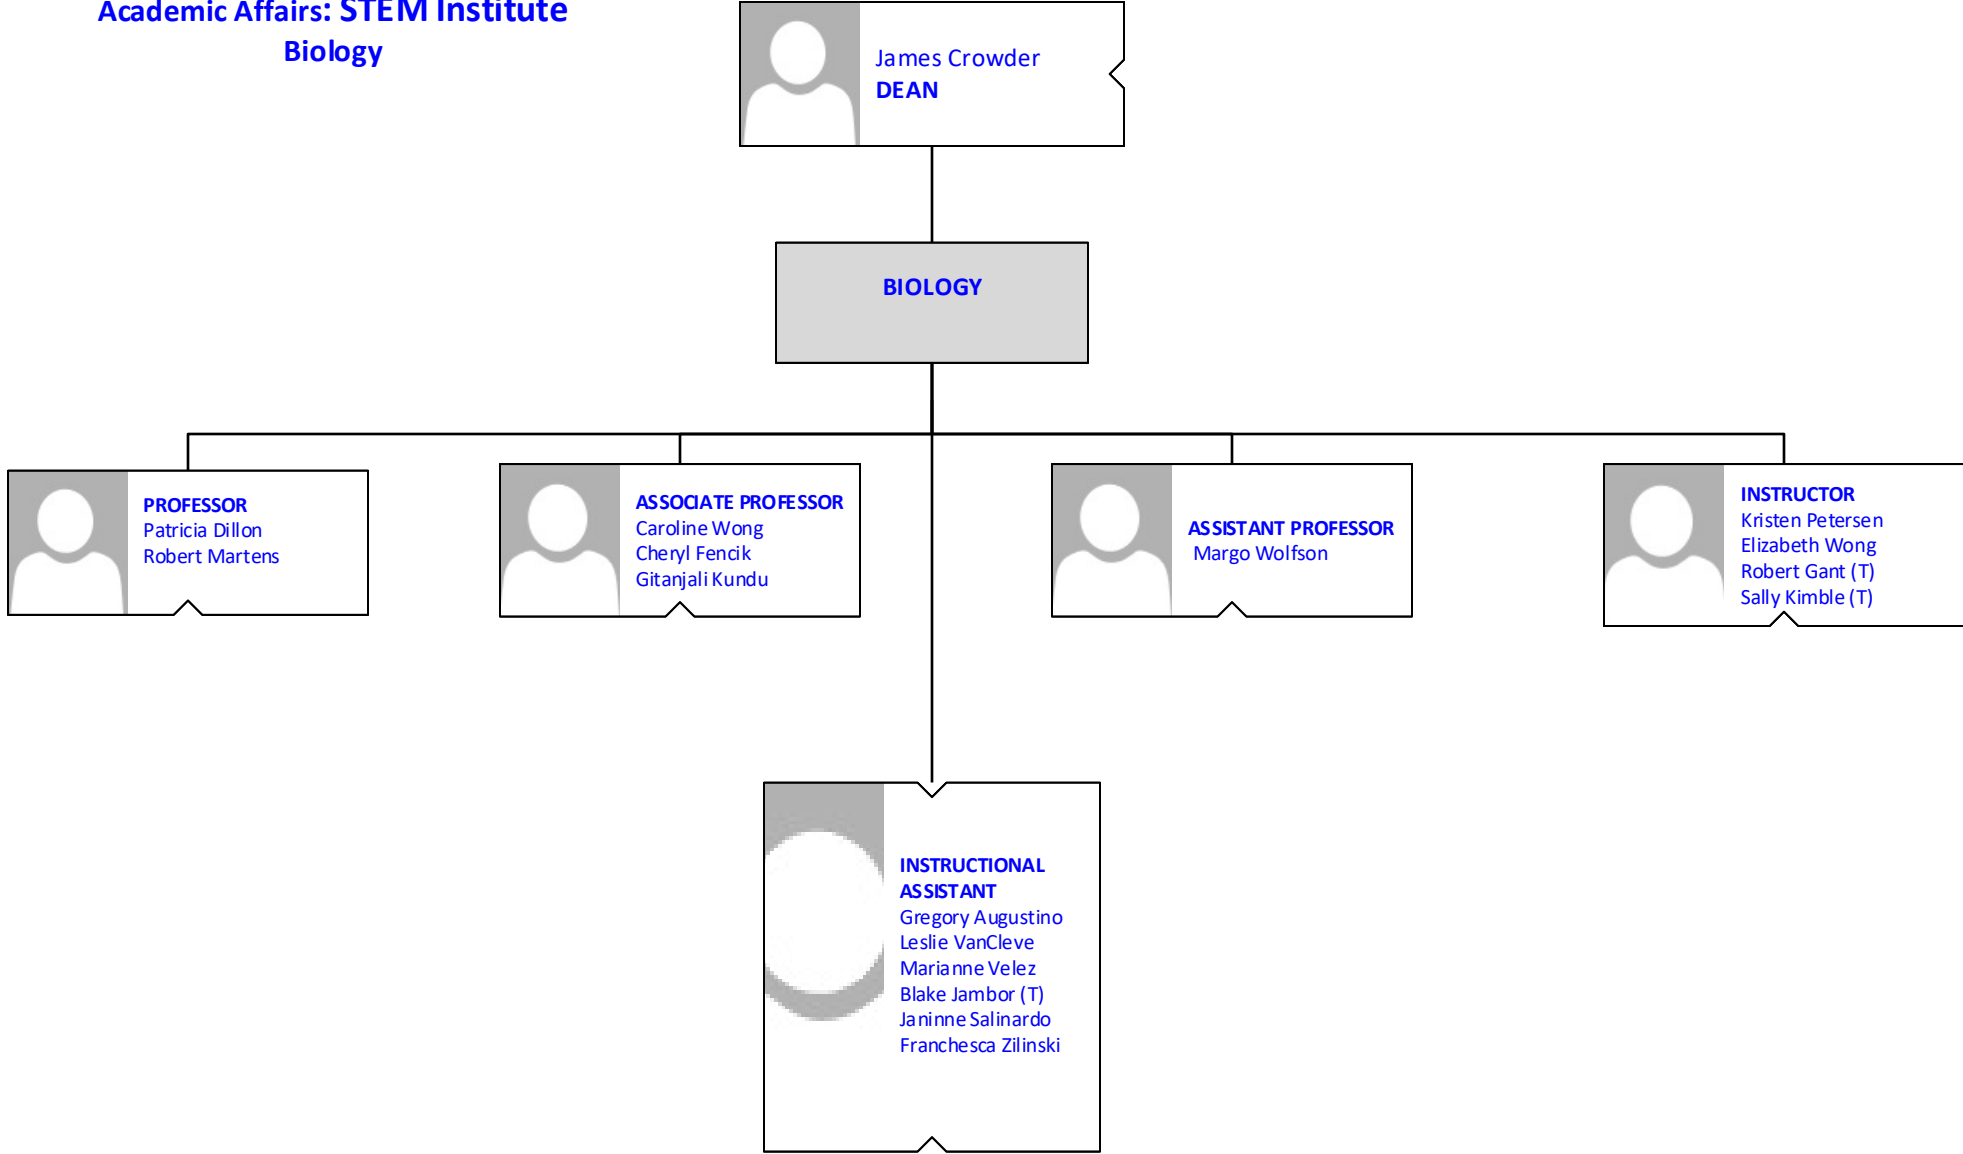 Academic Affairs: STEM Institute
Biology
James Crowder
DEAN
BIOLOGY
PROFESSOR
Patricia Dillon
Robert Martens
ASSOCIATE PROFESSOR
Caroline Wong
Cheryl Fencik
Gitanjali Kundu
ASSISTANT PROFESSOR
Margo Wolfson
INSTRUCTOR
Kristen Petersen
Elizabeth Wong
Robert Gant (T)
Sally Kimble (T)
INSTRUCTIONAL
ASSISTANT
Gregory Augustino
Leslie VanCleve
Marianne Velez
Blake Jambor (T)
Janinne Salinardo
Franchesca Zilinski